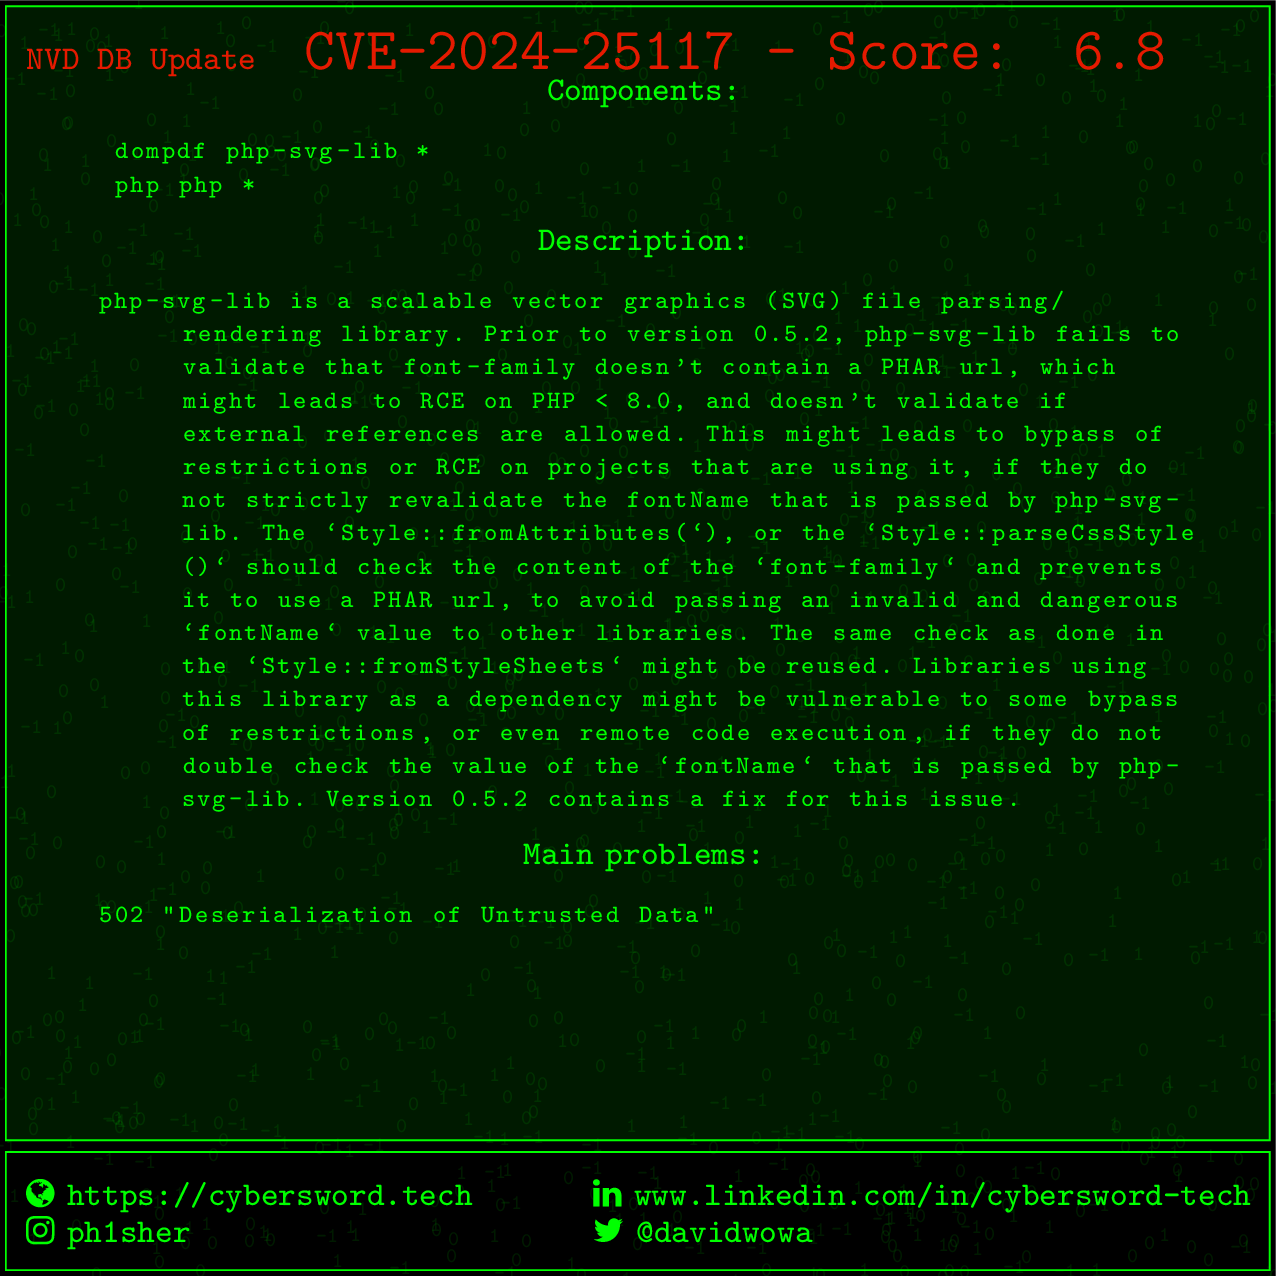 NVD DB Update CVE-2024-25117 - Score: 6.8
Components:
dompdf php-svg-lib *
php php *
Description:
php-svg-lib is a scalable vector graphics (SVG) file parsing/
rendering library. Prior to version 0.5.2, php-svg-lib fails to
validate that font-family doesn't contain a PHAR url, which
might leads to RCE on PHP < 8.0, and doesn't validate if
external references are allowed. This might leads to bypass of
restrictions or RCE on projects that are using it, if they do
not strictly revalidate the fontName that is passed by php-svg-
lib. The `Style::fromAttributes(`), or the `Style::parseCssStyle
()` should check the content of the `font-family` and prevents
it to use a PHAR url, to avoid passing an invalid and dangerous
`fontName` value to other libraries. The same check as done in
the `Style::fromStyleSheets` might be reused. Libraries using
this library as a dependency might be vulnerable to some bypass
of restrictions, or even remote code execution, if they do not
double check the value of the `fontName` that is passed by php-
svg-lib. Version 0.5.2 contains a fix for this issue.
Main problems:
502 "Deserialization of Untrusted Data"
https://cybersword.tech www.linkedin.com/in/cybersword-tech
ph1sher @davidwowa